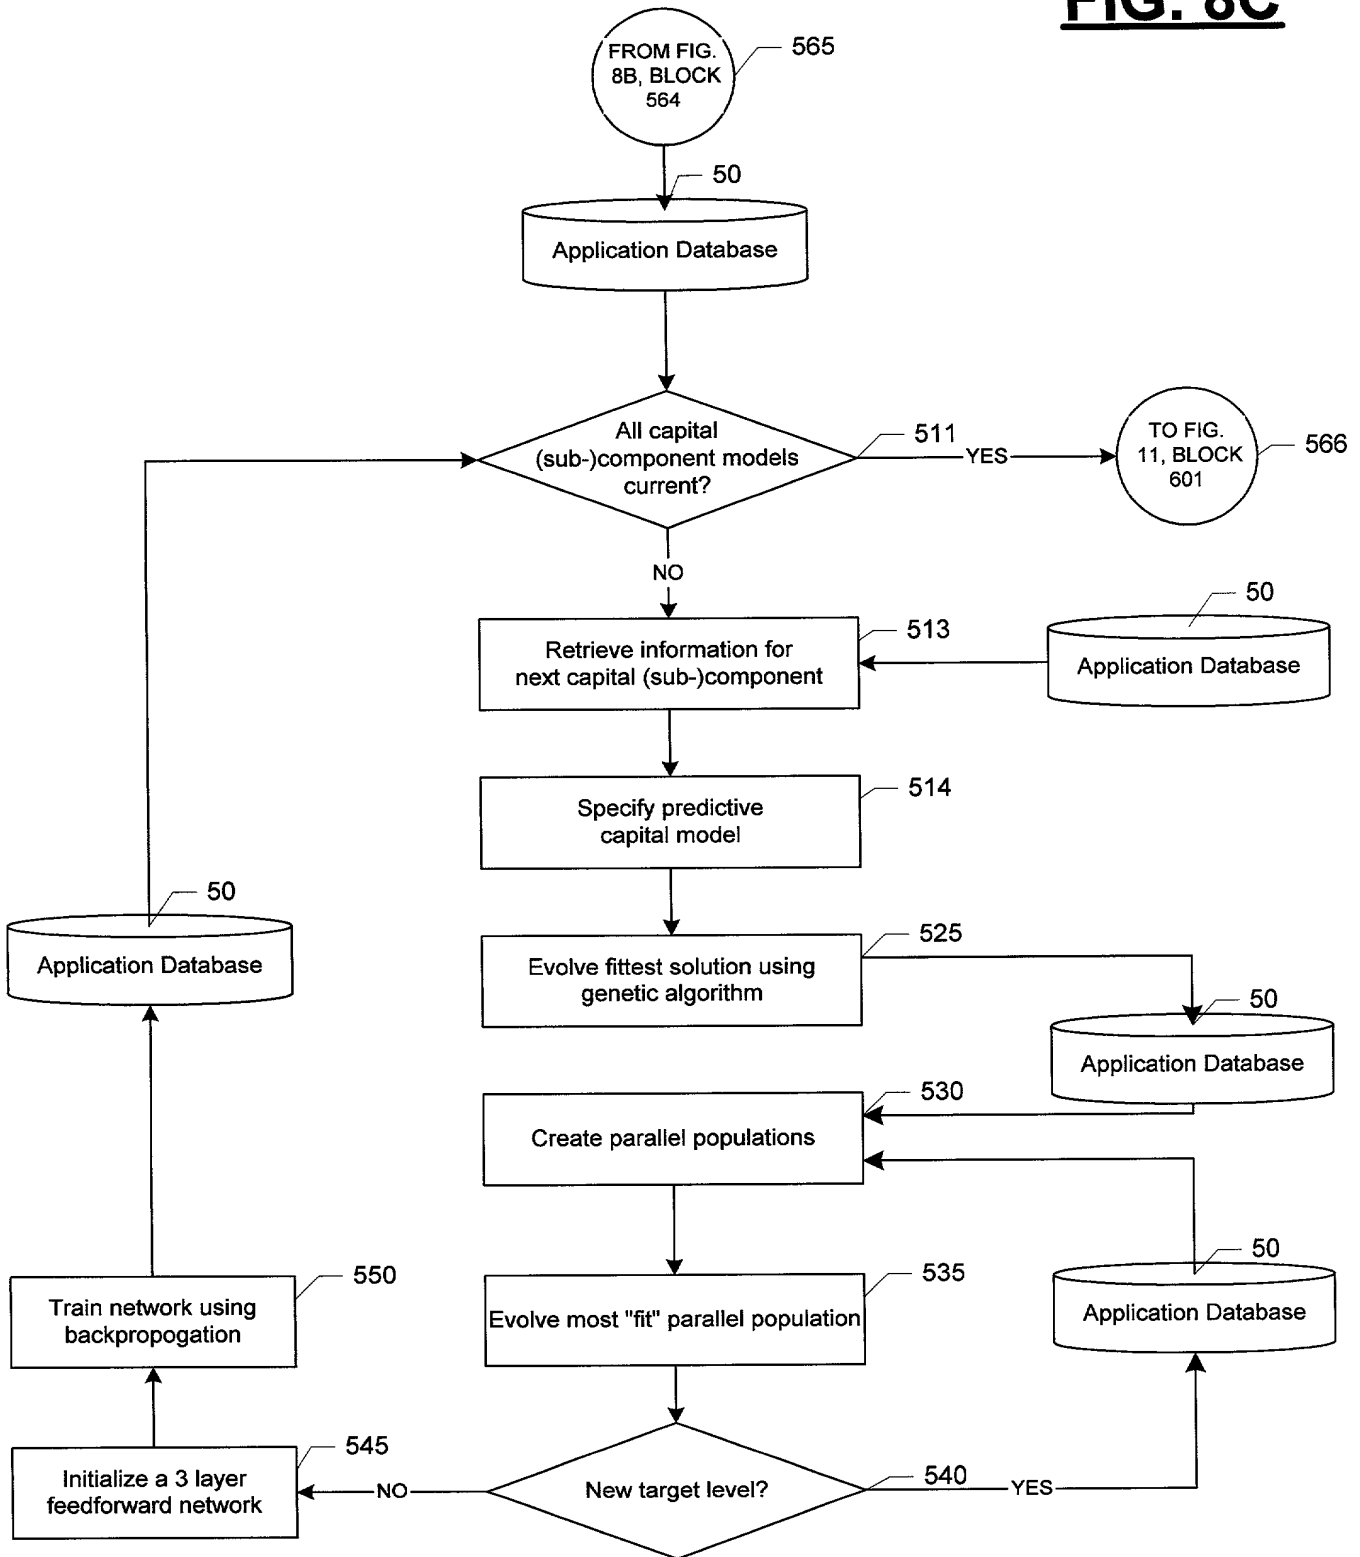 FIG. 8C
FROM FIG.
8B, BLOCK
564
565
50
Application Database
All capital
(sub-)component models
current?
511
YES
TO FIG.
11, BLOCK
601
566
NO
Retrieve information for
next capital (sub-)component
513
50
Application Database
Specify predictive
capital model
514
50
Application Database
Evolve fittest solution using
genetic algorithm
525
50
Application Database
Create parallel populations
530
Evolve most "fit" parallel population
535
50
Application Database
Train network using
backpropogation
550
Initialize a 3 layer
feedforward network
545
NO
New target level?
540
YES